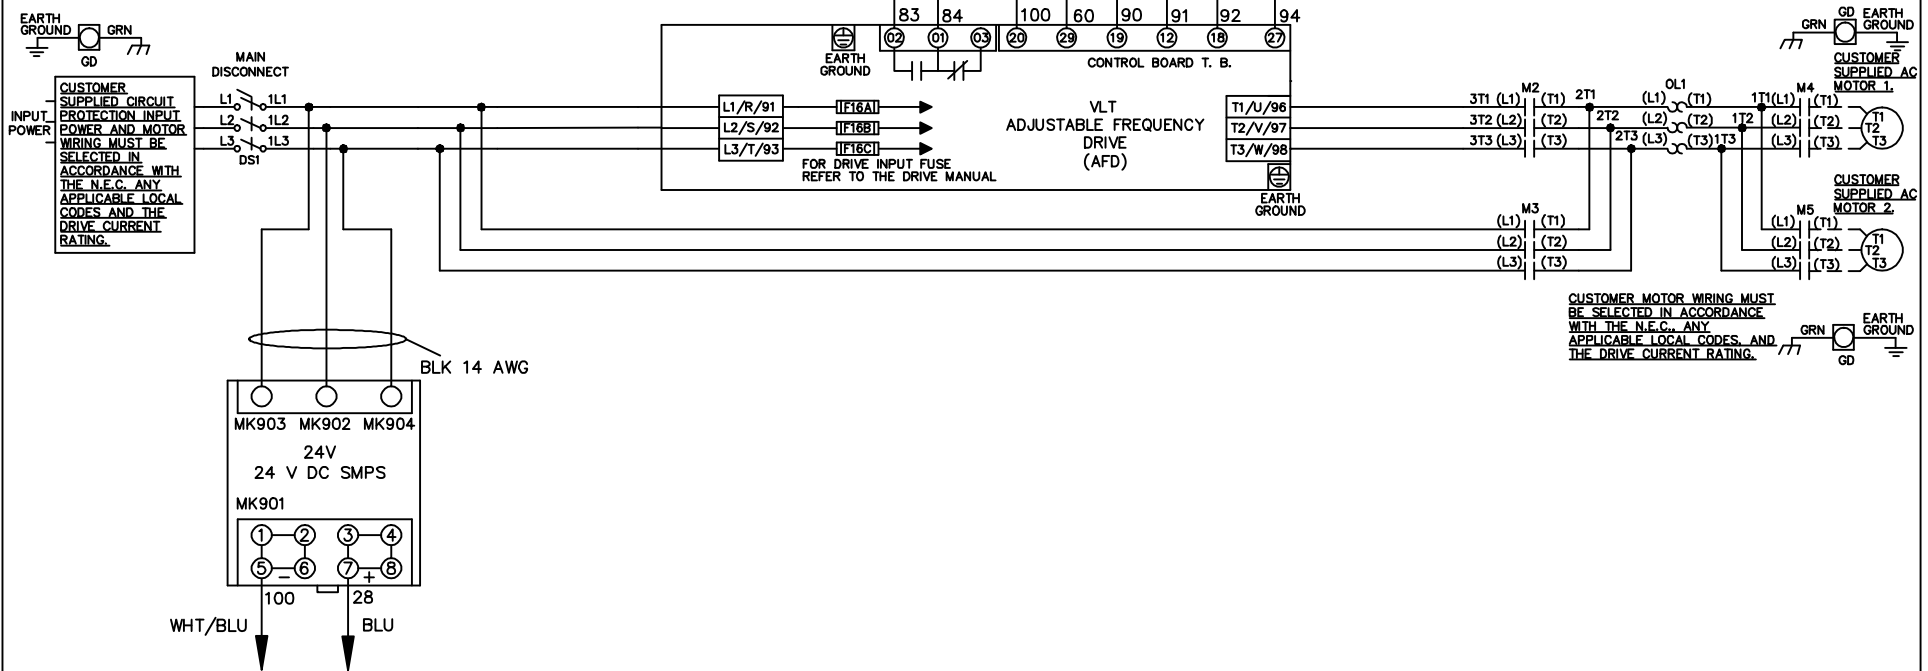 EARTH
GROUND
GRN
GD
83 84 100 60 90 91 92 94
02 01 03 20 29 19 12 18 27
EARTH
GROUND
CONTROL BOARD T. B.
GD EARTH
GRN GROUND
MAIN
DISCONNECT
INPUT
POWER
CUSTOMER
SUPPLIED CIRCUIT
PROTECTION INPUT
POWER AND MOTOR
WIRING MUST BE
SELECTED IN
ACCORDANCE WITH
THE N.E.C. ANY
APPLICABLE LOCAL
CODES AND THE
DRIVE CURRENT
RATING.
L1 1L1
L2 1L2
L3 1L3
DS1
L1/R/91
L2/S/92
L3/T/93
IF16A
IF16B
IF16C
FOR DRIVE INPUT FUSE
REFER TO THE DRIVE MANUAL
VLT
ADJUSTABLE FREQUENCY
DRIVE
(AFD)
T1/U/96
T2/V/97
T3/W/98
EARTH
GROUND
M2
3T1 (L1) (T1) 2T1
3T2 (L2) (T2) 2T2
3T3 (L3) (T3) 2T3
OL1
(L1) (T1) 1T1
(L2) (T2) 1T2
(L3) (T3) 1T3
CUSTOMER
SUPPLIED AC
MOTOR 1.
M4
(L1) (T1)
(L2) (T2)
(L3) (T3)
T1
T2
T3
M3
(L1) (T1)
(L2) (T2)
(L3) (T3)
CUSTOMER
SUPPLIED AC
MOTOR 2.
M5
(L1) (T1)
(L2) (T2)
(L3) (T3)
T1
T2
T3
CUSTOMER MOTOR WIRING MUST
BE SELECTED IN ACCORDANCE
WITH THE N.E.C., ANY
APPLICABLE LOCAL CODES, AND
THE DRIVE CURRENT RATING.
EARTH
GRN GROUND
GD
BLK 14 AWG
MK903 MK902 MK904
24V
24 V DC SMPS
MK901
1 2 3 4
5 6 7 8
- +
100 28
WHT/BLU BLU